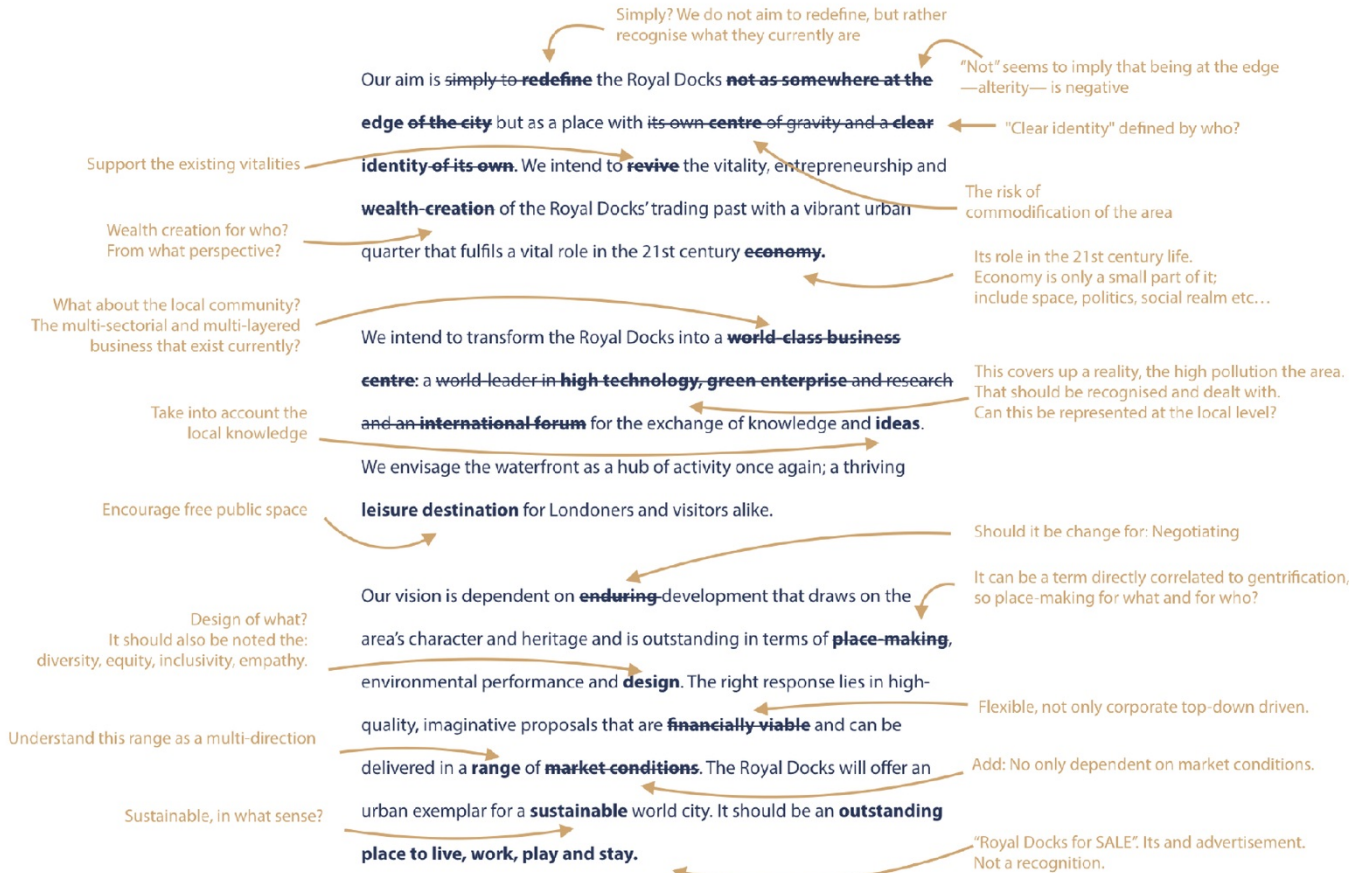 Simply? We do not aim to redefine, but rather
recognise what they currently are
Our aim is simply to redefine the Royal Docks not as somewhere at the
"Not" seems to imply that being at the edge
—alterity— is negative
edge of the city but as a place with its own centre of gravity and a clear
"Clear identity" defined by who?
Support the existing vitalities
identity of its own. We intend to revive the vitality, entrepreneurship and
The risk of
commodification of the area
wealth-creation of the Royal Docks' trading past with a vibrant urban
Wealth creation for who?
From what perspective?
quarter that fulfils a vital role in the 21st century economy.
Its role in the 21st century life.
Economy is only a small part of it;
include space, politics, social realm etc…
What about the local community?
The multi-sectorial and multi-layered
business that exist currently?
We intend to transform the Royal Docks into a world-class business
centre: a world-leader in high technology, green enterprise and research
This covers up a reality, the high pollution the area.
That should be recognised and dealt with.
Can this be represented at the local level?
Take into account the
local knowledge
and an international forum for the exchange of knowledge and ideas.
We envisage the waterfront as a hub of activity once again; a thriving
Encourage free public space
leisure destination for Londoners and visitors alike.
Should it be change for: Negotiating
Our vision is dependent on enduring development that draws on the
It can be a term directly correlated to gentrification,
so place-making for what and for who?
Design of what?
It should also be noted the:
diversity, equity, inclusivity, empathy.
area's character and heritage and is outstanding in terms of place-making,
environmental performance and design. The right response lies in high-
Flexible, not only corporate top-down driven.
quality, imaginative proposals that are financially viable and can be
Understand this range as a multi-direction
delivered in a range of market conditions. The Royal Docks will offer an
Add: No only dependent on market conditions.
urban exemplar for a sustainable world city. It should be an outstanding
Sustainable, in what sense?
place to live, work, play and stay.
"Royal Docks for SALE". Its and advertisement.
Not a recognition.